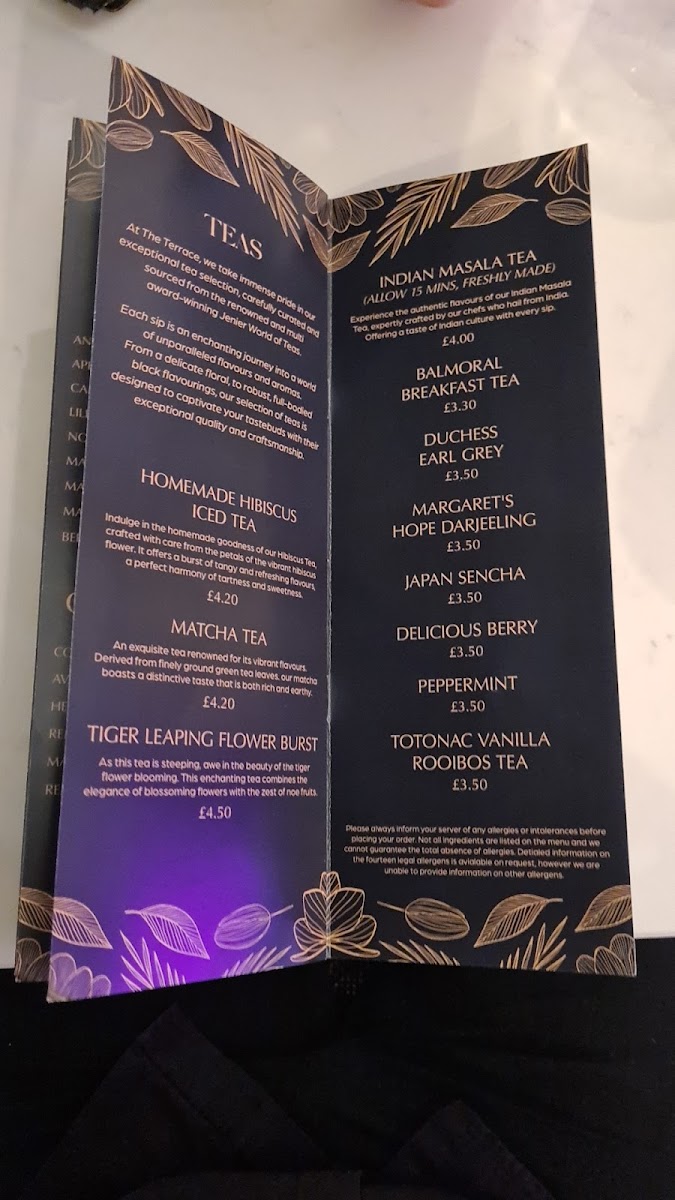 TEAS
At The Terrace, we take immense pride in our
exceptional tea selection, carefully curated and
sourced from the renowned and multi
award-winning Jenier World of Teas.
Each sip is an enchanting journey into a world
of unparalleled flavours and aromas.
From a delicate floral, to robust, full-bodied
black flavourings, our selection of teas is
designed to captivate your tastebuds with their
exceptional quality and craftsmanship.
HOMEMADE HIBISCUS
ICED TEA
Indulge in the homemade goodness of our Hibiscus Tea,
crafted with care from the petals of the vibrant hibiscus
flower. It offers a burst of tangy and refreshing flavours,
a perfect harmony of tartness and sweetness.
£4.20
MATCHA TEA
An exquisite tea renowned for its vibrant flavours.
Derived from finely ground green tea leaves, our matcha
boasts a distinctive taste that is both rich and earthy.
£4.20
TIGER LEAPING FLOWER BURST
As this tea is steeping, awe in the beauty of the tiger
flower blooming. This enchanting tea combines the
elegance of blossoming flowers with the zest of noe fruits.
£4.50
INDIAN MASALA TEA
(ALLOW 15 MINS, FRESHLY MADE)
Experience the authentic flavours of our Indian Masala
Tea, expertly crafted by our chefs who hail from India.
Offering a taste of Indian culture with every sip.
£4.00
BALMORAL
BREAKFAST TEA
£3.30
DUCHESS
EARL GREY
£3.50
MARGARET'S
HOPE DARJEELING
£3.50
JAPAN SENCHA
£3.50
DELICIOUS BERRY
£3.50
PEPPERMINT
£3.50
TOTONAC VANILLA
ROOIBOS TEA
£3.50
Please always inform your server of any allergies or intolerances before
placing your order. Not all ingredients are listed on the menu and we
cannot guarantee the total absence of allergies. Detialed information on
the fourteen legal allergens is avialable on request, however we are
unable to provide information on other allergens.